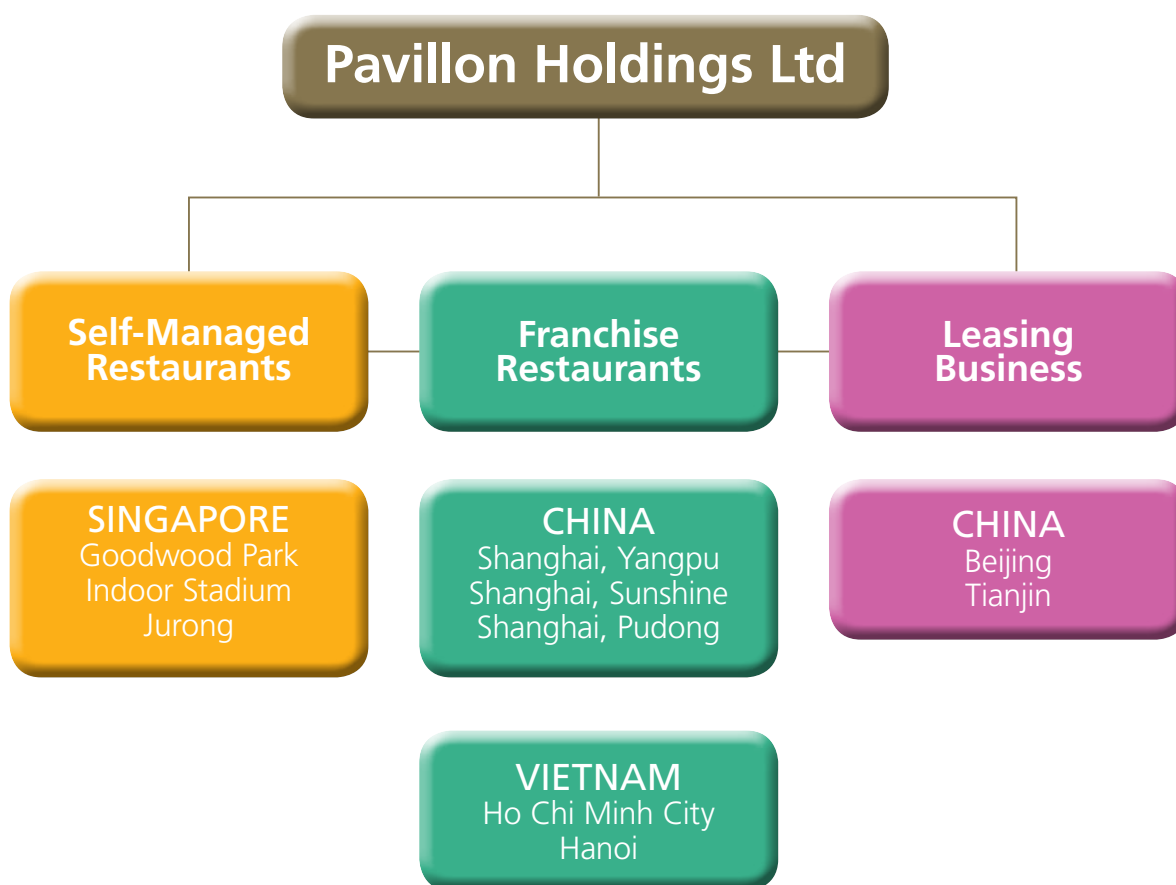 Pavillon Holdings Ltd
Self-Managed
Restaurants
Franchise
Restaurants
Leasing
Business
SINGAPORE
Goodwood Park
Indoor Stadium
Jurong
CHINA
Shanghai, Yangpu
Shanghai, Sunshine
Shanghai, Pudong
CHINA
Beijing
Tianjin
VIETNAM
Ho Chi Minh City
Hanoi